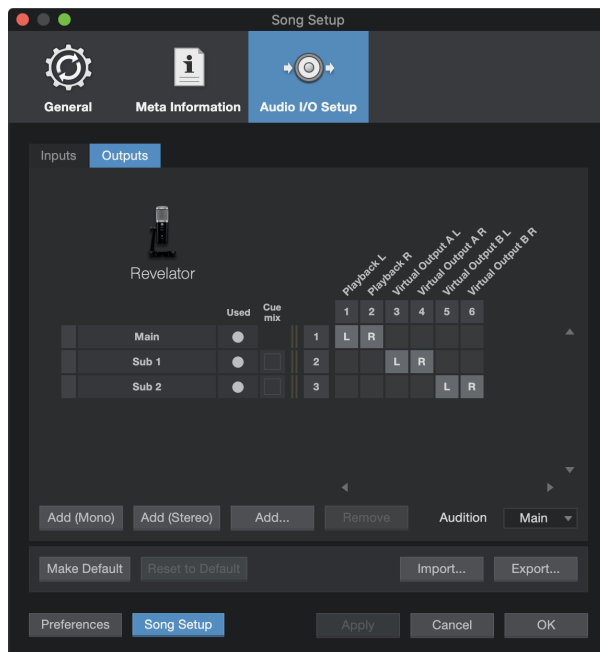 Song Setup
General
Meta Information
Audio I/O Setup
Inputs
Outputs
Revelator
Playback L
Playback R
Virtual Output A L
Virtual Output A R
Virtual Output B L
Virtual Output B R
Used
Cue mix
1 2 3 4 5 6
Main 1 L R
Sub 1 2 L R
Sub 2 3 L R
Add (Mono)
Add (Stereo)
Add...
Remove
Audition
Main
Make Default
Reset to Default
Import...
Export...
Preferences
Song Setup
Apply
Cancel
OK